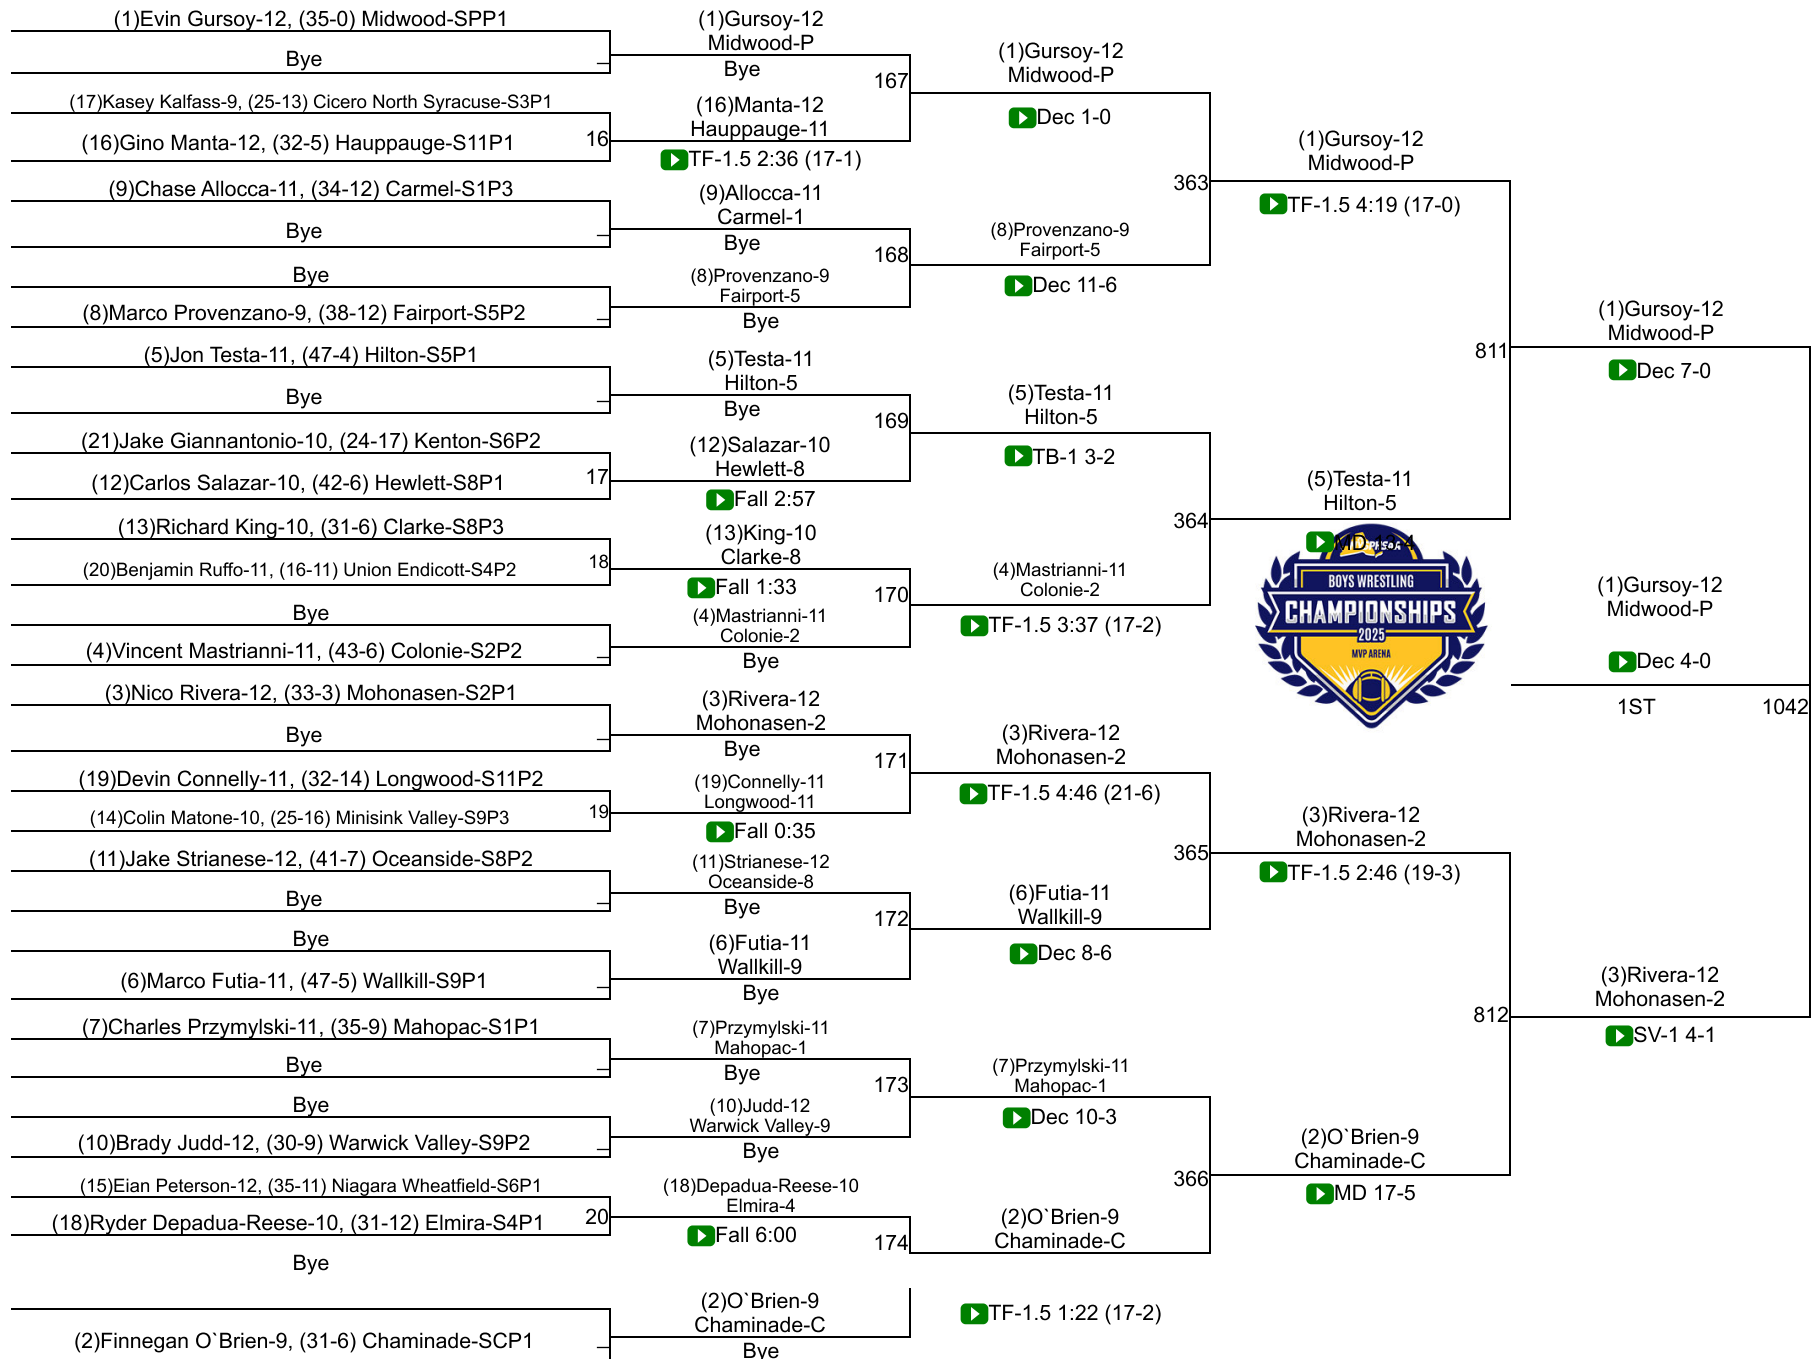 (1)Evin Gursoy-12, (35-0) Midwood-SPP1
Bye
(17)Kasey Kalfass-9, (25-13) Cicero North Syracuse-S3P1
(16)Gino Manta-12, (32-5) Hauppauge-S11P1
16
(9)Chase Allocca-11, (34-12) Carmel-S1P3
Bye
Bye
(8)Marco Provenzano-9, (38-12) Fairport-S5P2
(5)Jon Testa-11, (47-4) Hilton-S5P1
Bye
(21)Jake Giannantonio-10, (24-17) Kenton-S6P2
(12)Carlos Salazar-10, (42-6) Hewlett-S8P1
17
(13)Richard King-10, (31-6) Clarke-S8P3
(20)Benjamin Ruffo-11, (16-11) Union Endicott-S4P2
18
Bye
(4)Vincent Mastrianni-11, (43-6) Colonie-S2P2
(3)Nico Rivera-12, (33-3) Mohonasen-S2P1
Bye
(19)Devin Connelly-11, (32-14) Longwood-S11P2
(14)Colin Matone-10, (25-16) Minisink Valley-S9P3
19
(11)Jake Strianese-12, (41-7) Oceanside-S8P2
Bye
Bye
(6)Marco Futia-11, (47-5) Wallkill-S9P1
(7)Charles Przymylski-11, (35-9) Mahopac-S1P1
Bye
Bye
(10)Brady Judd-12, (30-9) Warwick Valley-S9P2
(15)Eian Peterson-12, (35-11) Niagara Wheatfield-S6P1
(18)Ryder Depadua-Reese-10, (31-12) Elmira-S4P1
20
Bye
(2)Finnegan O`Brien-9, (31-6) Chaminade-SCP1
(1)Gursoy-12
Midwood-P
Bye
167
(16)Manta-12
Hauppauge-11
TF-1.5 2:36 (17-1)
(9)Allocca-11
Carmel-1
Bye
168
(8)Provenzano-9
Fairport-5
Bye
(5)Testa-11
Hilton-5
Bye
169
(12)Salazar-10
Hewlett-8
Fall 2:57
(13)King-10
Clarke-8
Fall 1:33
170
(4)Mastrianni-11
Colonie-2
Bye
(3)Rivera-12
Mohonasen-2
Bye
171
(19)Connelly-11
Longwood-11
Fall 0:35
(11)Strianese-12
Oceanside-8
Bye
172
(6)Futia-11
Wallkill-9
Bye
(7)Przymylski-11
Mahopac-1
Bye
173
(10)Judd-12
Warwick Valley-9
Bye
(18)Depadua-Reese-10
Elmira-4
Fall 6:00
174
(2)O`Brien-9
Chaminade-C
Bye
(1)Gursoy-12
Midwood-P
Dec 1-0
363
(8)Provenzano-9
Fairport-5
Dec 11-6
(5)Testa-11
Hilton-5
TB-1 3-2
364
(4)Mastrianni-11
Colonie-2
TF-1.5 3:37 (17-2)
(3)Rivera-12
Mohonasen-2
TF-1.5 4:46 (21-6)
365
(6)Futia-11
Wallkill-9
Dec 8-6
(7)Przymylski-11
Mahopac-1
Dec 10-3
366
(2)O`Brien-9
Chaminade-C
TF-1.5 1:22 (17-2)
(1)Gursoy-12
Midwood-P
TF-1.5 4:19 (17-0)
811
(5)Testa-11
Hilton-5
MD
BOYS WRESTLING
CHAMPIONSHIPS
2025
MVP ARENA
(3)Rivera-12
Mohonasen-2
TF-1.5 2:46 (19-3)
812
(2)O`Brien-9
Chaminade-C
MD 17-5
(1)Gursoy-12
Midwood-P
Dec 7-0
(1)Gursoy-12
Midwood-P
Dec 4-0
1ST
1042
(3)Rivera-12
Mohonasen-2
SV-1 4-1